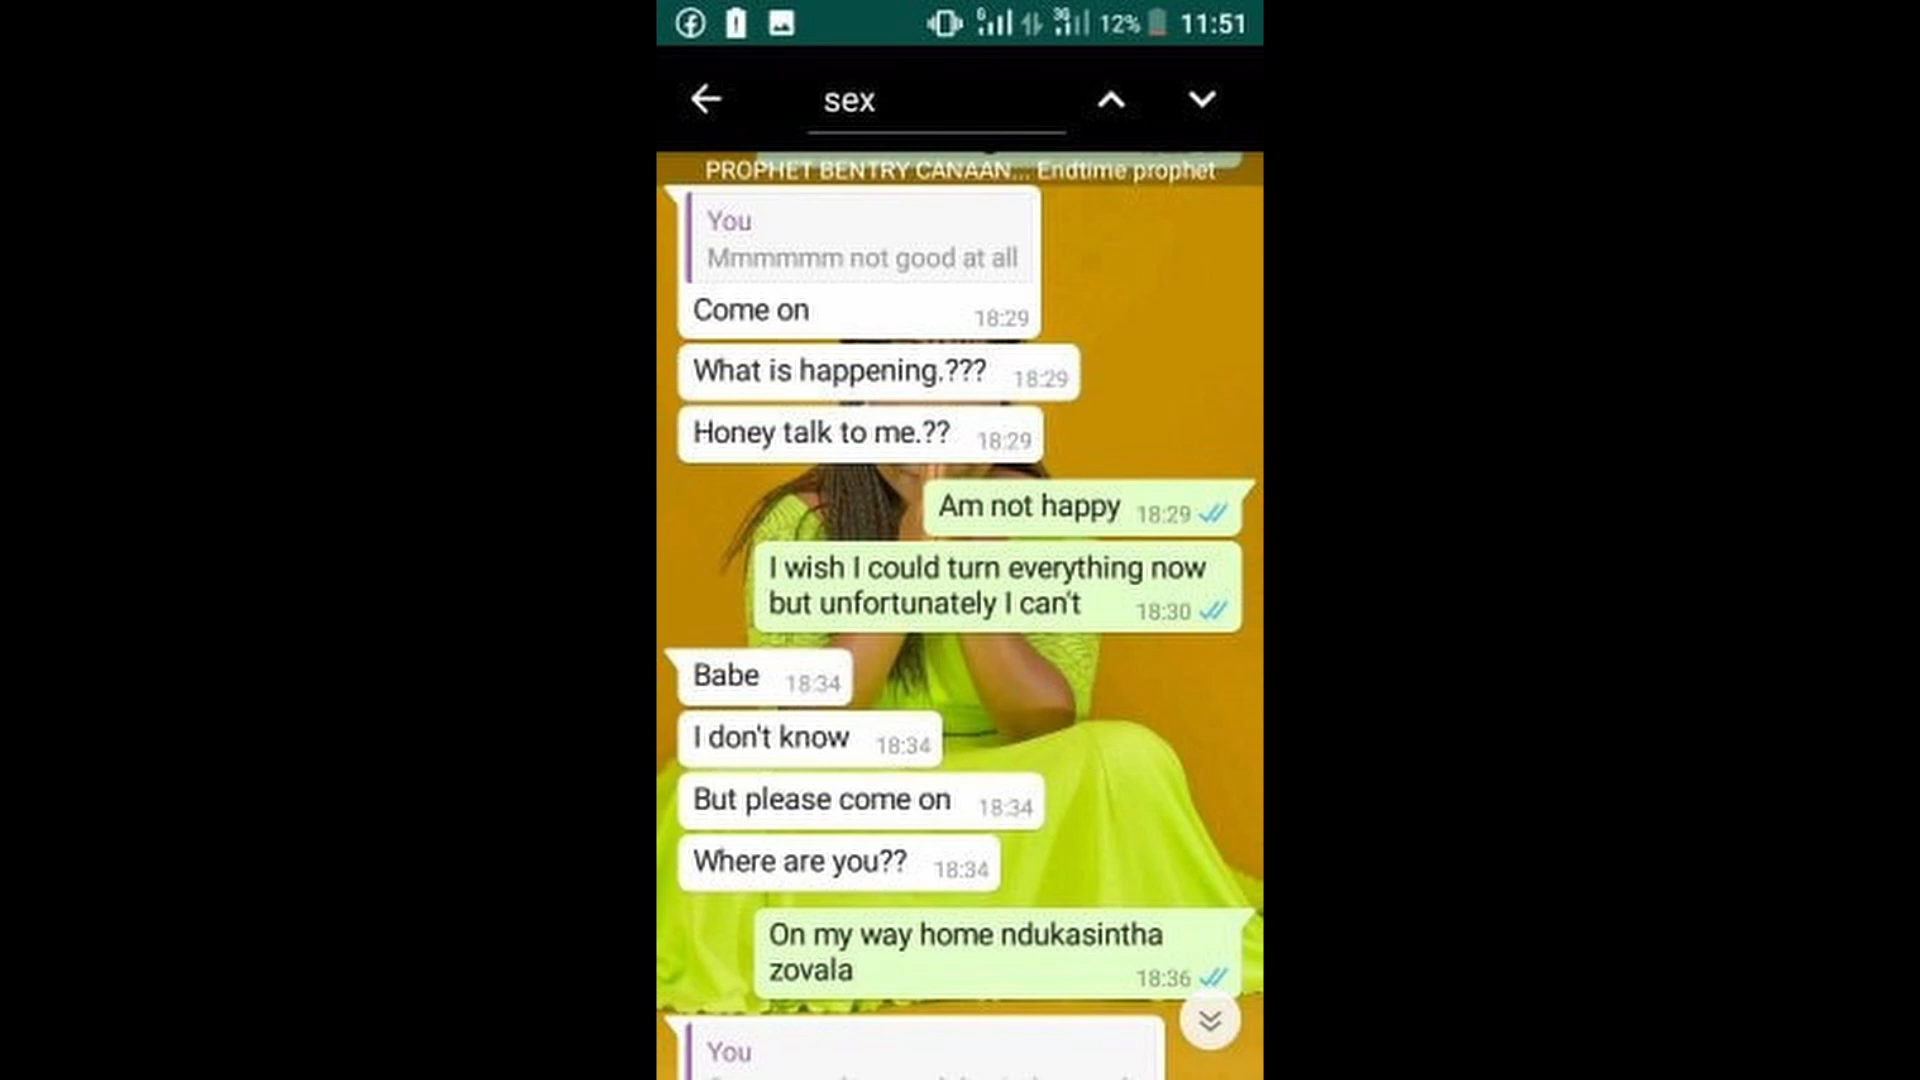 12% 11:51
sex
PROPHET BENTRY CANAAN... Endtime prophet
You
Mmmmmm not good at all
Come on 18:29
What is happening.??? 18:29
Honey talk to me.?? 18:29
Am not happy 18:29
I wish I could turn everything now
but unfortunately I can't 18:30
Babe 18:34
I don't know 18:34
But please come on 18:34
Where are you?? 18:34
On my way home ndukasintha
zovala 18:36
You